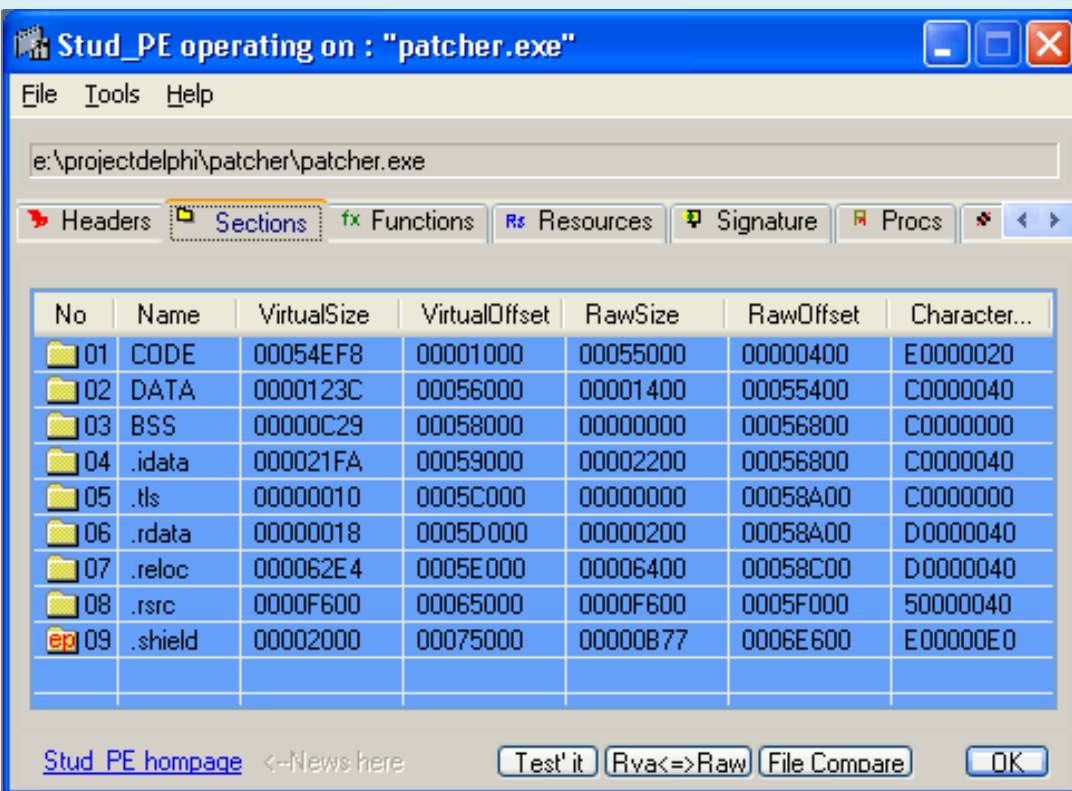 Stud_PE operating on : "patcher.exe"
File Tools Help
e:\projectdelphi\patcher\patcher.exe
Headers Sections fx Functions Rs Resources Signature Procs
No Name VirtualSize VirtualOffset RawSize RawOffset Character...
01 CODE 00054EF8 00001000 00055000 00000400 E0000020
02 DATA 0000123C 00056000 00001400 00055400 C0000040
03 BSS 00000C29 00058000 00000000 00056800 C0000000
04 .idata 000021FA 00059000 00002200 00056800 C0000040
05 .tls 00000010 0005C000 00000000 00058A00 C0000000
06 .rdata 00000018 0005D000 00000200 00058A00 D0000040
07 .reloc 000062E4 0005E000 00006400 00058C00 D0000040
08 .rsrc 0000F600 00065000 0000F600 0005F000 50000040
ep 09 .shield 00002000 00075000 00000B77 0006E600 E00000E0
Stud_PE hompage <--News here Test' it Rva<=>Raw File Compare OK